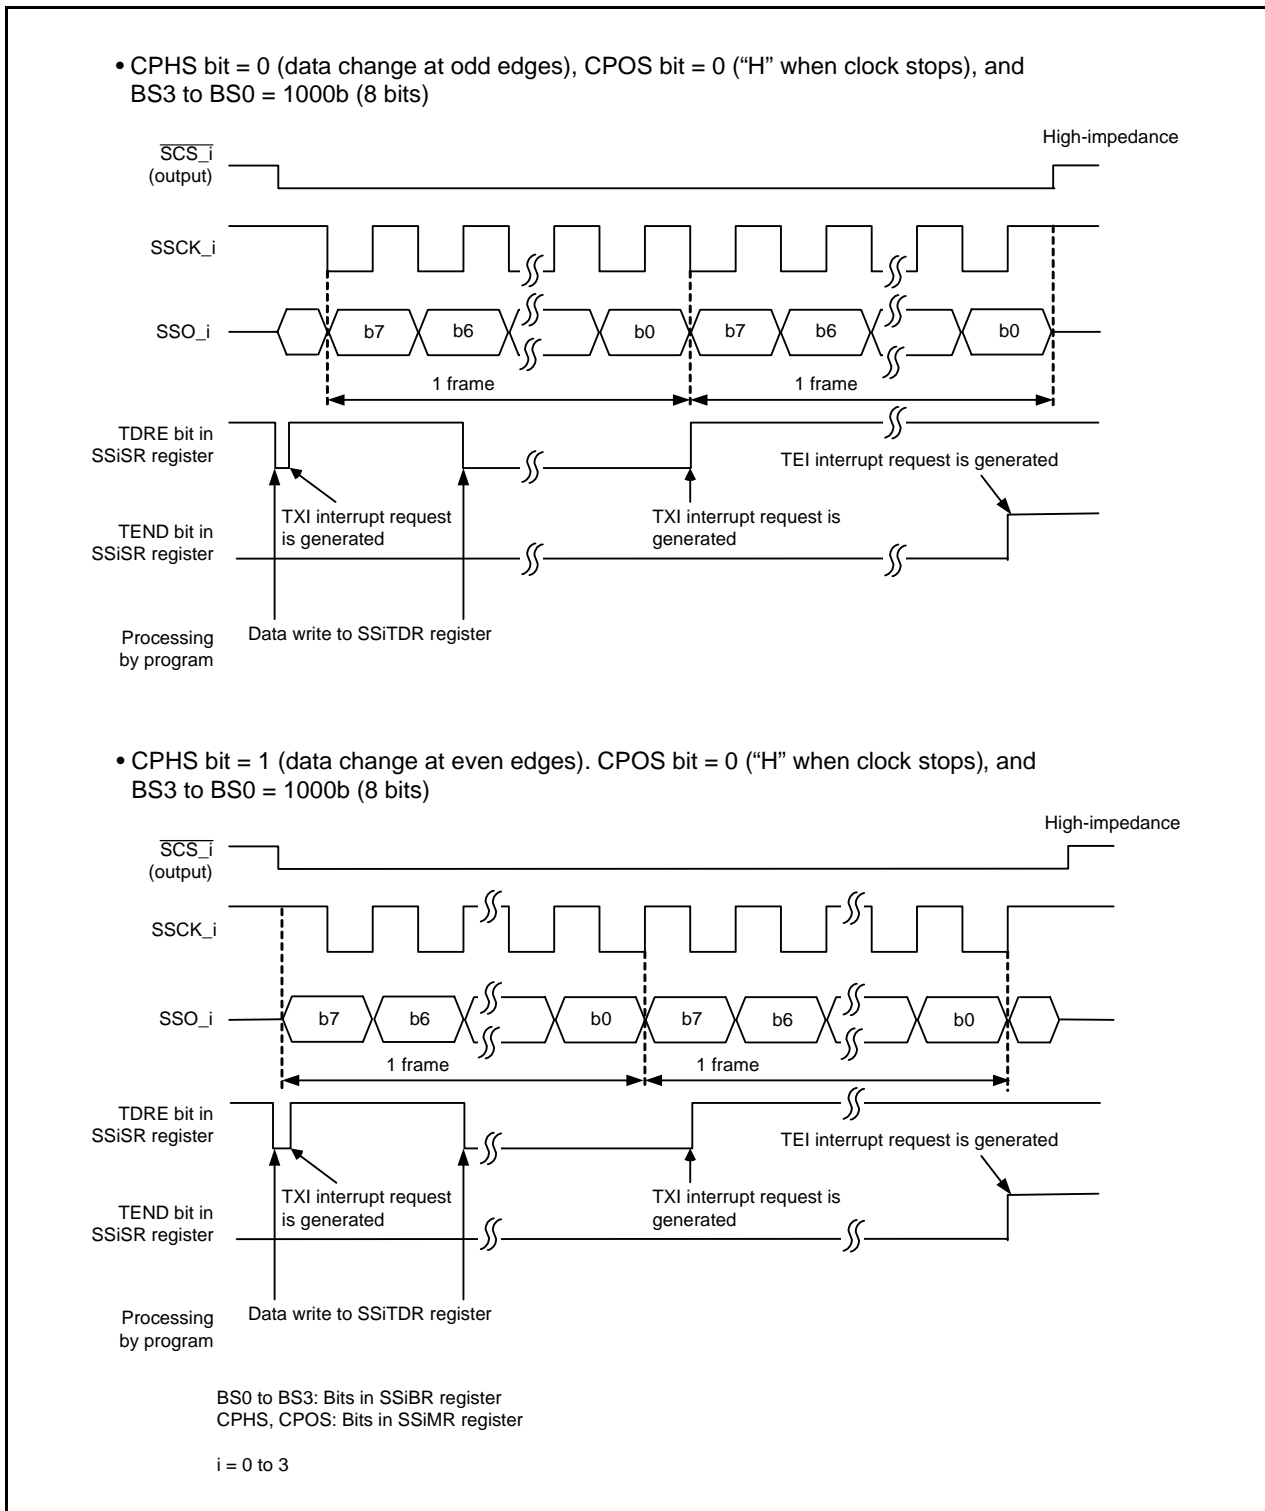 • CPHS bit = 0 (data change at odd edges), CPOS bit = 0 (“H” when clock stops), and
BS3 to BS0 = 1000b (8 bits)
High-impedance
SCS_i
(output)
SSCK_i
SSO_i
b7
b6
b0
b7
b6
b0
1 frame
1 frame
TDRE bit in
SSiSR register
TEI interrupt request is generated
TXI interrupt request
is generated
TXI interrupt request is
generated
TEND bit in
SSiSR register
Processing
by program
Data write to SSiTDR register
• CPHS bit = 1 (data change at even edges). CPOS bit = 0 (“H” when clock stops), and
BS3 to BS0 = 1000b (8 bits)
High-impedance
SCS_i
(output)
SSCK_i
SSO_i
b7
b6
b0
b7
b6
b0
1 frame
1 frame
TDRE bit in
SSiSR register
TEI interrupt request is generated
TXI interrupt request
is generated
TXI interrupt request is
generated
TEND bit in
SSiSR register
Processing
by program
Data write to SSiTDR register
BS0 to BS3: Bits in SSiBR register
CPHS, CPOS: Bits in SSiMR register
i = 0 to 3